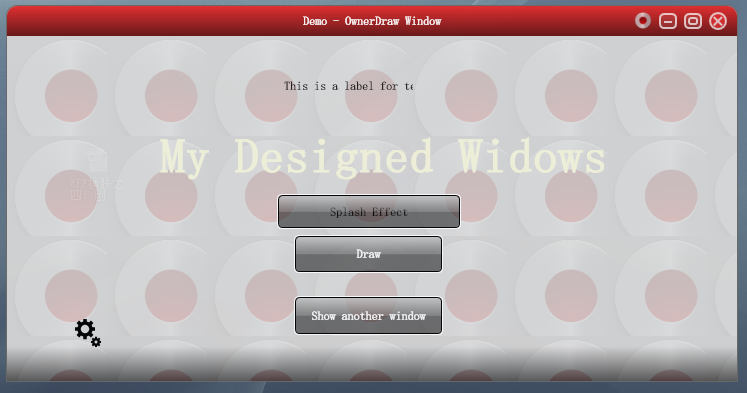 Demo - OwnerDraw Window
This is a label for te
My Designed Widows
Splash Effect
Draw
Show another window